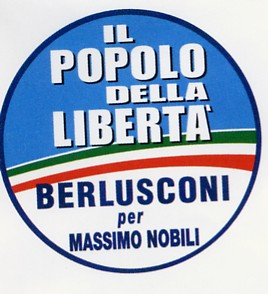 IL
POPOLO
DELLA
LIBERTÀ
BERLUSCONI
per
MASSIMO NOBILI